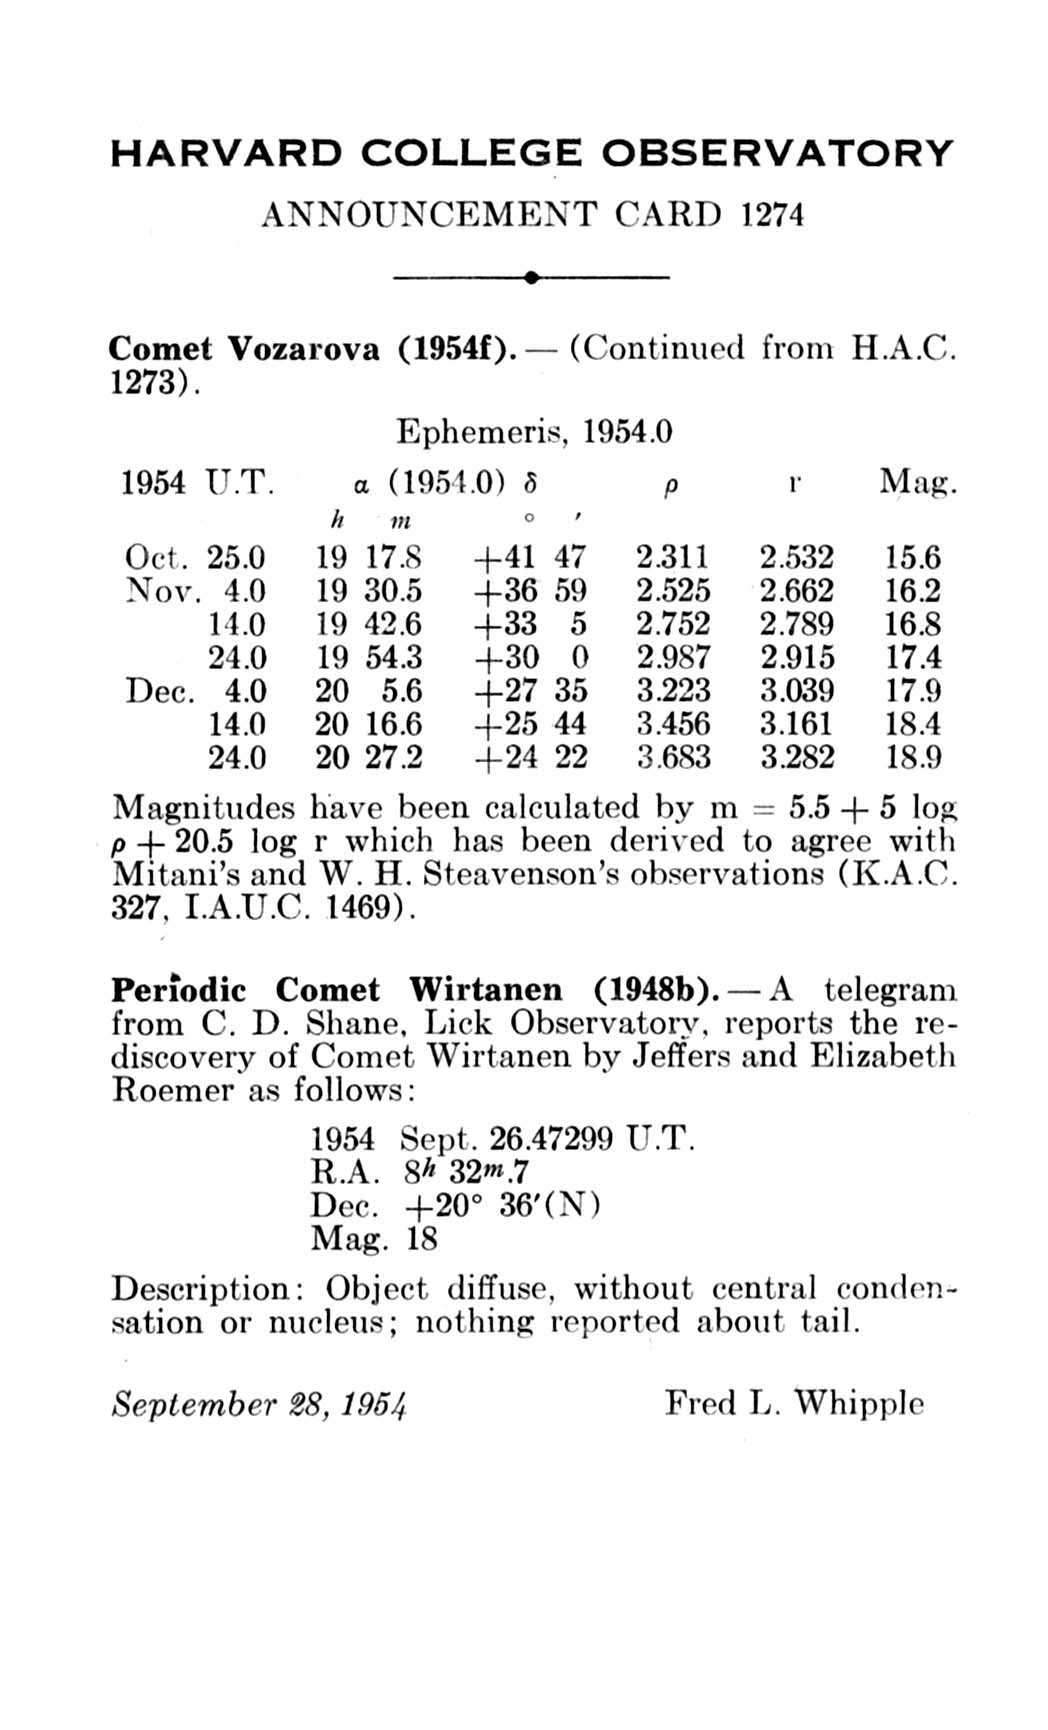 HARVARD COLLEGE OBSERVATORY
ANNOUNCEMENT CARD 1274
Comet Vozarova (1954f). — (Continued from H.A.C.
1273).
Ephemeris, 1954.0
1954 U.T. α (1954.0) δ ρ r Mag.
h m ° ′
Oct. 25.0 19 17.8 +41 47 2.311 2.532 15.6
Nov. 4.0 19 30.5 +36 59 2.525 2.662 16.2
14.0 19 42.6 +33 5 2.752 2.789 16.8
24.0 19 54.3 +30 0 2.987 2.915 17.4
Dec. 4.0 20 5.6 +27 35 3.223 3.039 17.9
14.0 20 16.6 +25 44 3.456 3.161 18.4
24.0 20 27.2 +24 22 3.683 3.282 18.9
Magnitudes have been calculated by m = 5.5 + 5 log
ρ + 20.5 log r which has been derived to agree with
Mitani's and W. H. Steavenson's observations (K.A.C.
327, I.A.U.C. 1469).
Periodic Comet Wirtanen (1948b). — A telegram
from C. D. Shane, Lick Observatory, reports the re-
discovery of Comet Wirtanen by Jeffers and Elizabeth
Roemer as follows:
1954 Sept. 26.47299 U.T.
R.A. 8h 32m.7
Dec. +20° 36′(N)
Mag. 18
Description: Object diffuse, without central conden-
sation or nucleus; nothing reported about tail.
September 28, 1954 Fred L. Whipple